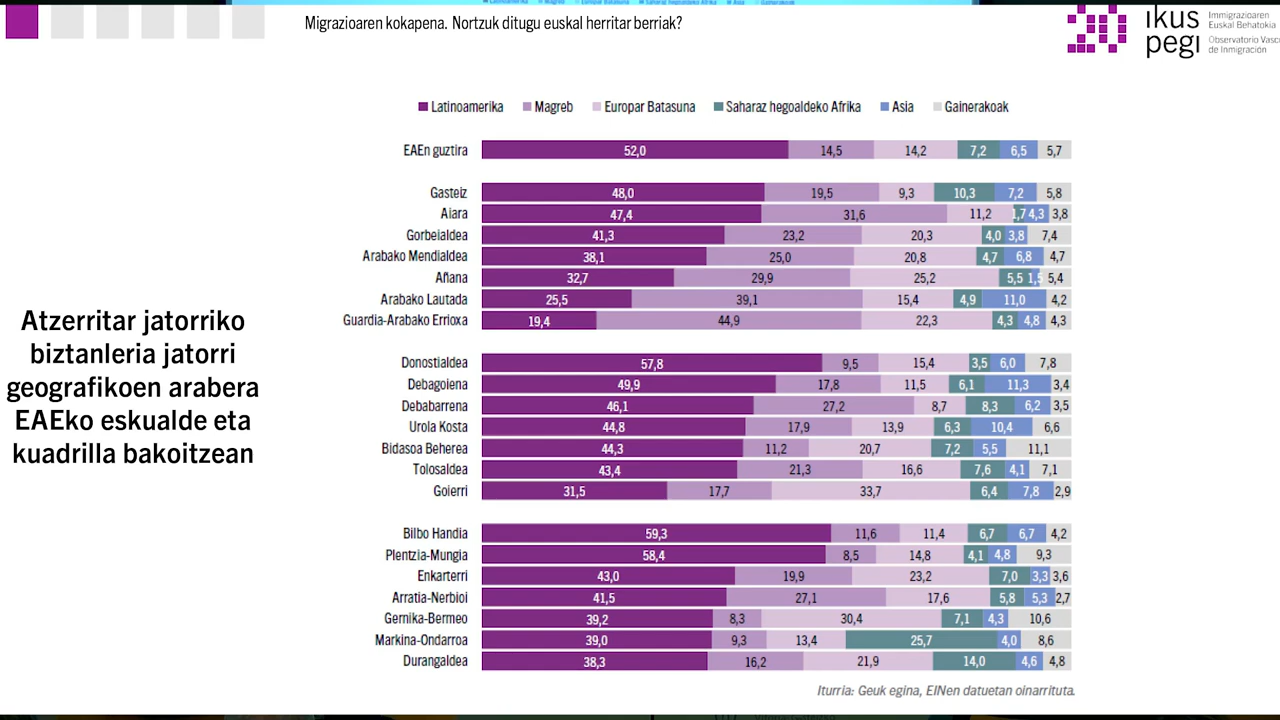 Migrazioaren kokapena. Nortzuk ditugu euskal herritar berriak?
ikus
pegi
Immigrazioaren
Euskal Behatokia
Observatorio Vasco
de Inmigración
Latinoamerika Magreb Europar Batasuna Saharaz hegoaldeko Afrika Asia Gainerakoak
EAEn guztira 52,0 14,5 14,2 7,2 6,5 5,7
Gasteiz 48,0 19,5 9,3 10,3 7,2 5,8
Aiara 47,4 31,6 11,2 1,7 4,3 3,8
Gorbeialdea 41,3 23,2 20,3 4,0 3,8 7,4
Arabako Mendialdea 38,1 25,0 20,8 4,7 6,8 4,7
Añana 32,7 29,9 25,2 5,5 1,5 5,4
Arabako Lautada 25,5 39,1 15,4 4,9 11,0 4,2
Guardia-Arabako Errioxa 19,4 44,9 22,3 4,3 4,8 4,3
Donostialdea 57,8 9,5 15,4 3,5 6,0 7,8
Debagoiena 49,9 17,8 11,5 6,1 11,3 3,4
Debabarrena 46,1 27,2 8,7 8,3 6,2 3,5
Urola Kosta 44,8 17,9 13,9 6,3 10,4 6,6
Bidasoa Beherea 44,3 11,2 20,7 7,2 5,5 11,1
Tolosaldea 43,4 21,3 16,6 7,6 4,1 7,1
Goierri 31,5 17,7 33,7 6,4 7,8 2,9
Bilbo Handia 59,3 11,6 11,4 6,7 6,7 4,2
Plentzia-Mungia 58,4 8,5 14,8 4,1 4,8 9,3
Enkarterri 43,0 19,9 23,2 7,0 3,3 3,6
Arratia-Nerbioi 41,5 27,1 17,6 5,8 5,3 2,7
Gernika-Bermeo 39,2 8,3 30,4 7,1 4,3 10,6
Markina-Ondarroa 39,0 9,3 13,4 25,7 4,0 8,6
Durangaldea 38,3 16,2 21,9 14,0 4,6 4,8
Atzerritar jatorriko
biztanleria jatorri
geografikoen arabera
EAEko eskualde eta
kuadrilla bakoitzean
Iturria: Geuk egina, EINen datuetan oinarrituta.